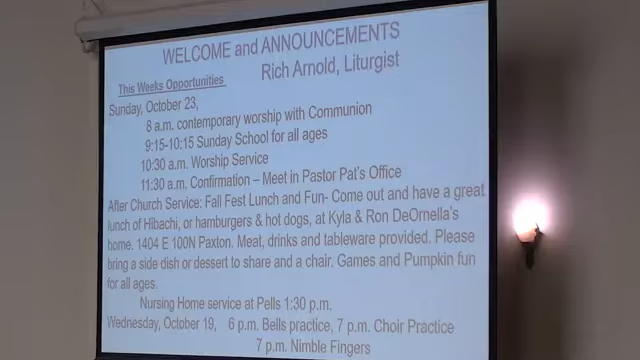 WELCOME and ANNOUNCEMENTS
Rich Arnold, Liturgist
This Weeks Opportunities
Sunday, October 23,
8 a.m. contemporary worship with Communion
9:15-10:15 Sunday School for all ages
10:30 a.m. Worship Service
11:30 a.m. Confirmation – Meet in Pastor Pat's Office
After Church Service: Fall Fest Lunch and Fun- Come out and have a great
lunch of Hibachi, or hamburgers & hot dogs, at Kyla & Ron DeOrnella's
home. 1404 E 100N Paxton. Meat, drinks and tableware provided. Please
bring a side dish or dessert to share and a chair. Games and Pumpkin fun
for all ages.
Nursing Home service at Pells 1:30 p.m.
Wednesday, October 19, 6 p.m. Bells practice, 7 p.m. Choir Practice
7 p.m. Nimble Fingers